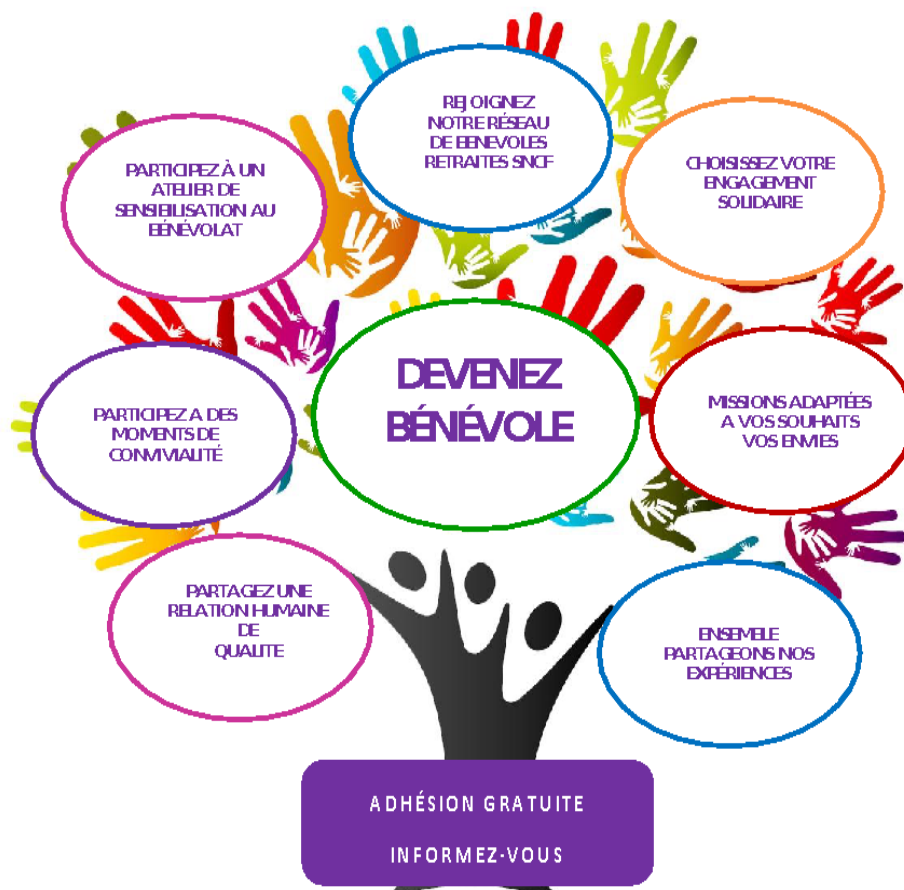 REJOIGNEZ
NOTRE RÉSEAU
DE BENEVOLES
RETRAITES SNCF
PARTICIPEZ À UN
ATELIER DE
SENSIBILISATION AU
BÉNÉVOLAT
CHOISISSEZ VOTRE
ENGAGEMENT
SOLIDAIRE
DEVENEZ
BÉNÉVOLE
PARTICIPEZ A DES
MOMENTS DE
CONVIVIALITÉ
MISSIONS ADAPTÉES
A VOS SOUHAITS
VOS ENVIES
PARTAGEZ UNE
RELATION HUMAINE
DE
QUALITE
ENSEMBLE
PARTAGEONS NOS
EXPÉRIENCES
ADHÉSION GRATUITE
INFORMEZ-VOUS